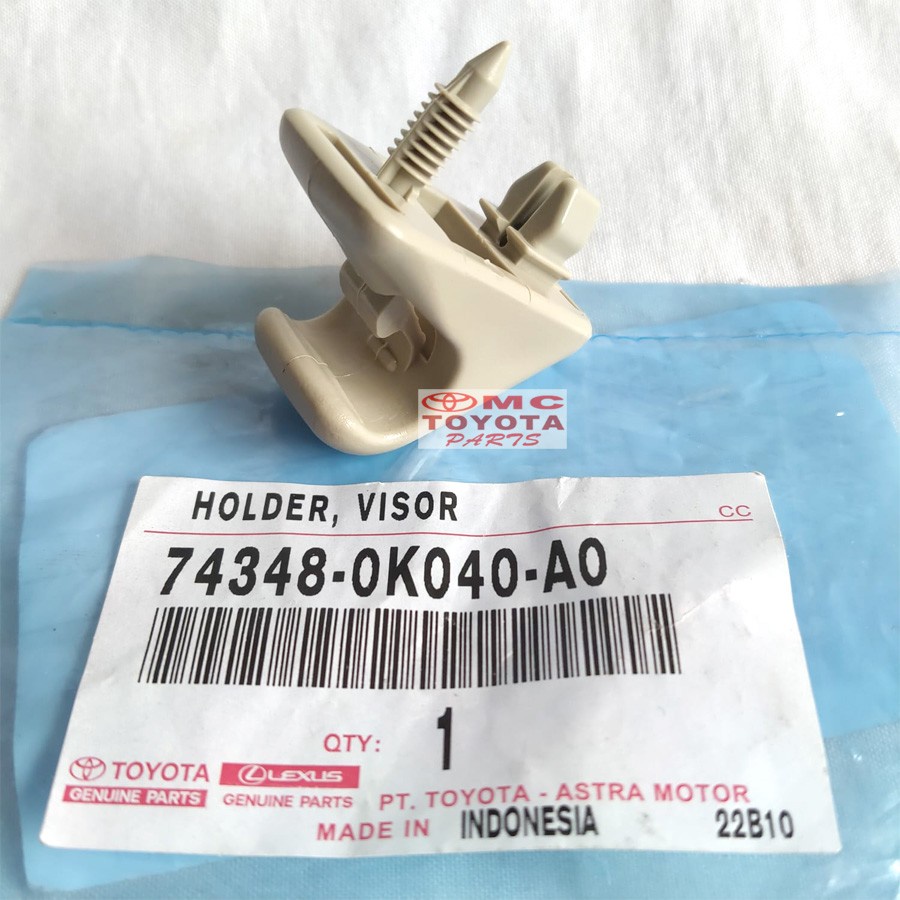 MC
TOYOTA
PARTS
HOLDER, VISOR
CC
74348-0K040-A0
QTY: 1
TOYOTA
GENUINE PARTS
LEXUS
GENUINE PARTS
PT. TOYOTA - ASTRA MOTOR
MADE IN INDONESIA 22B10